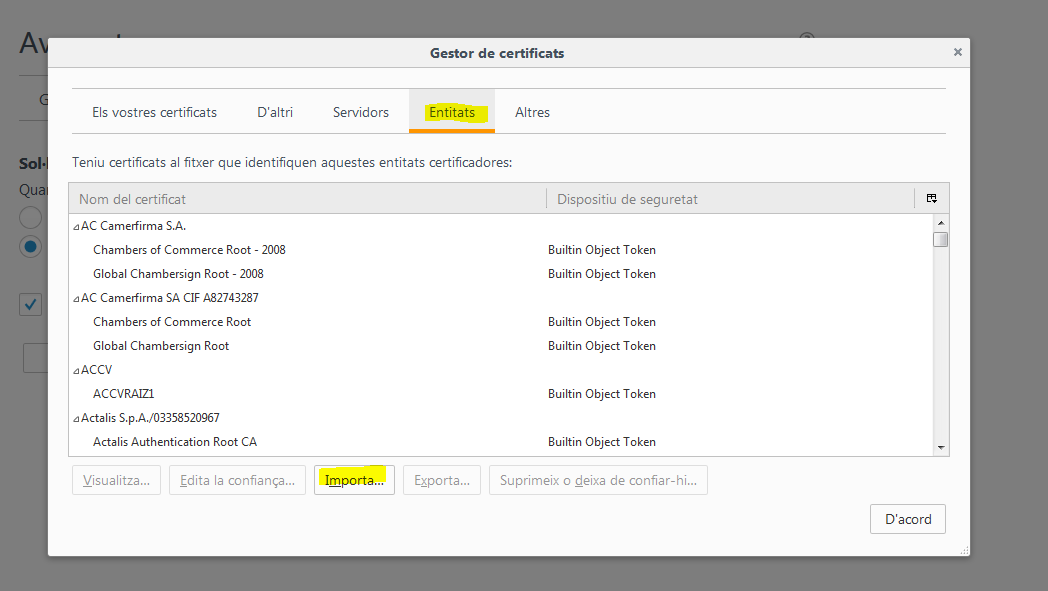 Av
Gestor de certificats
G
Els vostres certificats D'altri Servidors Entitats Altres
Teniu certificats al fitxer que identifiquen aquestes entitats certificadores:
Sol·l
Quar
Nom del certificat Dispositiu de seguretat
AC Camerfirma S.A.
Chambers of Commerce Root - 2008 Builtin Object Token
Global Chambersign Root - 2008 Builtin Object Token
AC Camerfirma SA CIF A82743287
Chambers of Commerce Root Builtin Object Token
Global Chambersign Root Builtin Object Token
ACCV
ACCVRAIZ1 Builtin Object Token
Actalis S.p.A./03358520967
Actalis Authentication Root CA Builtin Object Token
Visualitza... Edita la confiança... Importa... Exporta... Suprimeix o deixa de confiar-hi...
D'acord